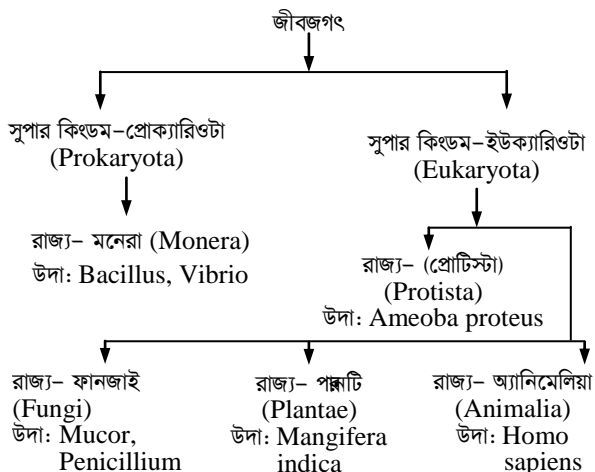 জীবজগৎ
সুপার কিংডম–প্রোক্যারিওটা
(Prokaryota)
সুপার কিংডম–ইউক্যারিওটা
(Eukaryota)
রাজ্য– মনেরা (Monera)
উদা: Bacillus, Vibrio
রাজ্য– (প্রোটিস্টা)
(Protista)
উদা: Ameoba proteus
রাজ্য– ফানজাই
(Fungi)
উদা: Mucor,
Penicillium
রাজ্য–
(Plantae)
উদা: Mangifera
indica
রাজ্য– অ্যানিমেলিয়া
(Animalia)
উদা: Homo
sapiens